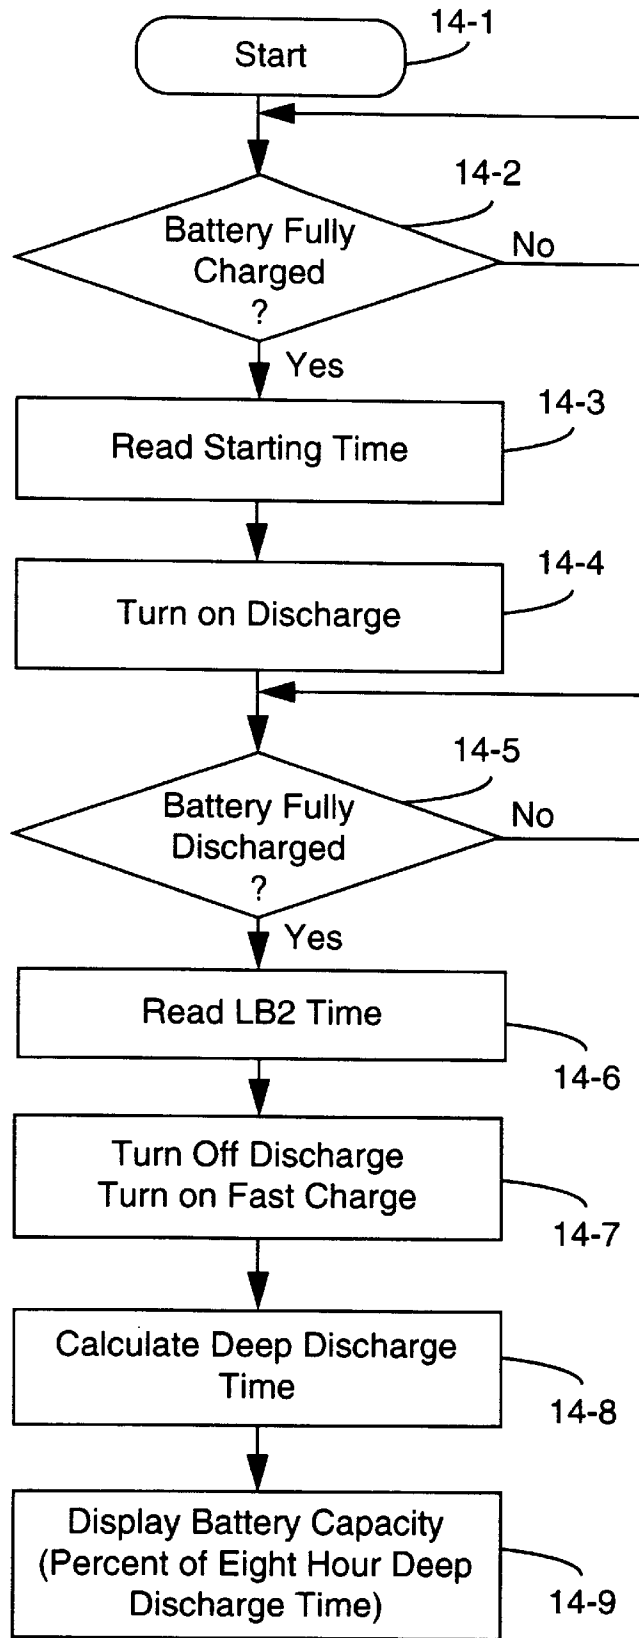 14-1
Start
14-2
Battery Fully
Charged
?
No
Yes
14-3
Read Starting Time
14-4
Turn on Discharge
14-5
Battery Fully
Discharged
?
No
Yes
Read LB2 Time
14-6
Turn Off Discharge
Turn on Fast Charge
14-7
Calculate Deep Discharge
Time
14-8
Display Battery Capacity
(Percent of Eight Hour Deep
Discharge Time)
14-9